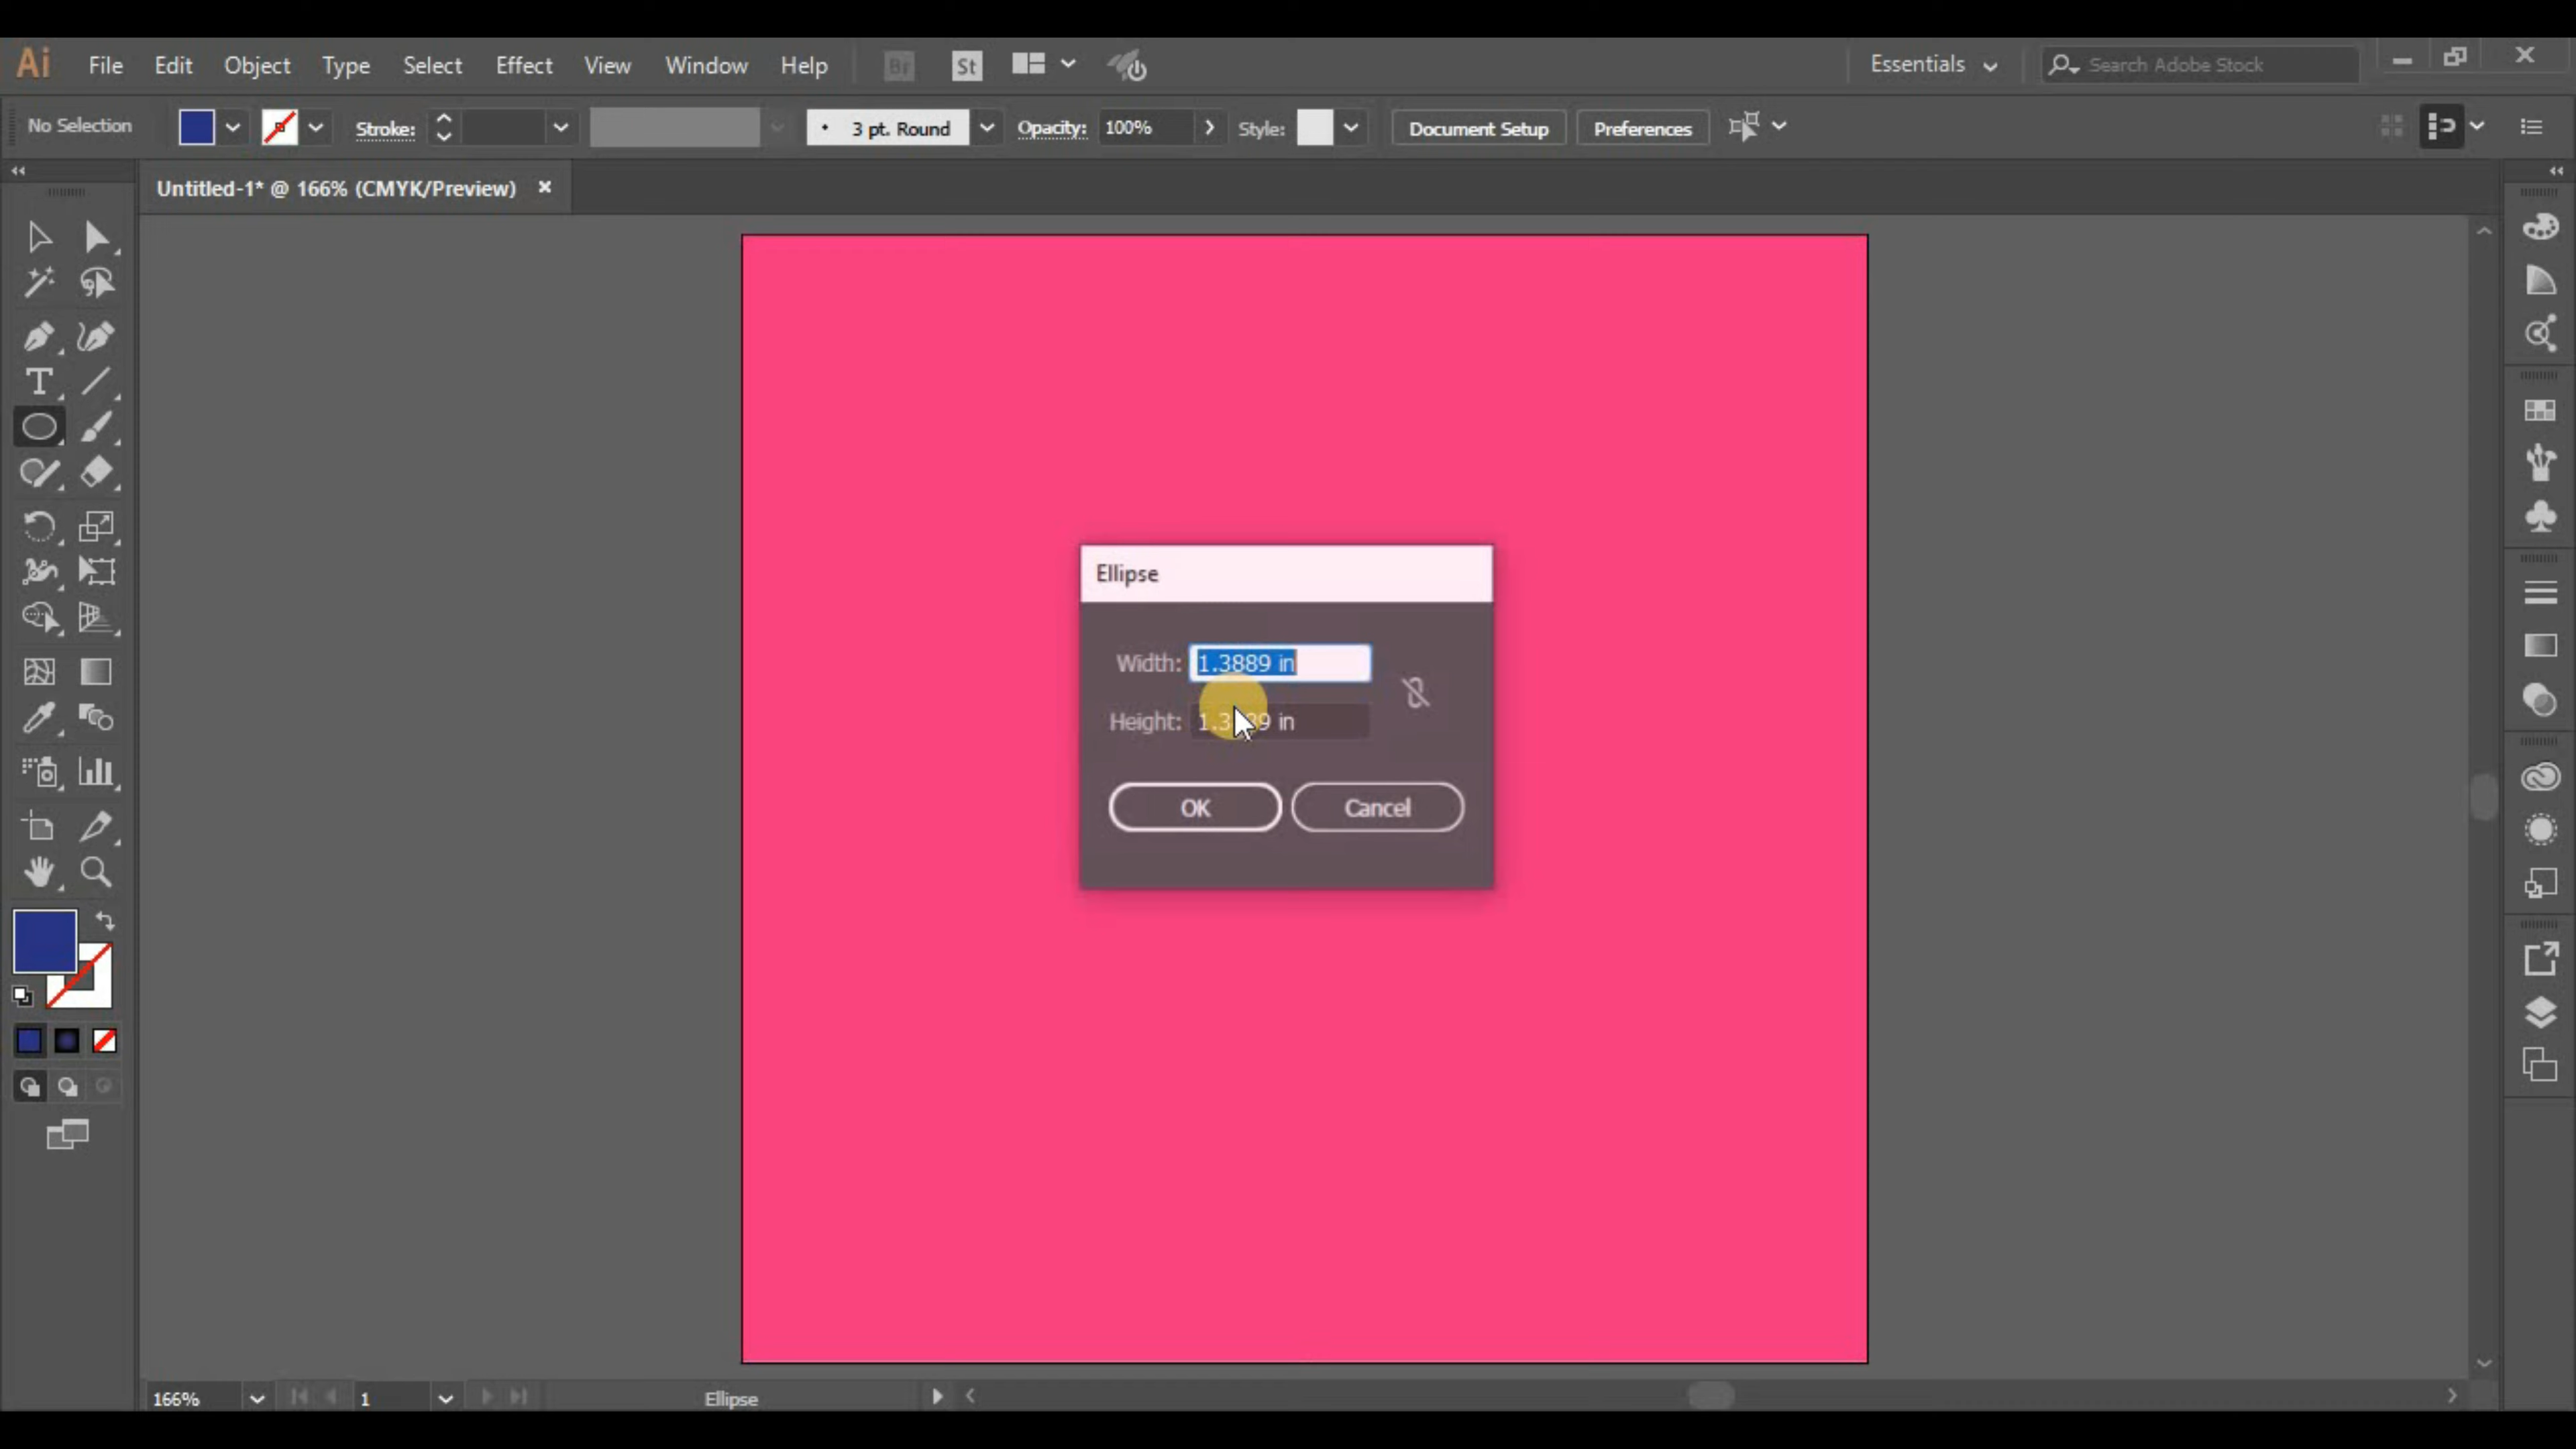 Ai File Edit Object Type Select Effect View Window Help Br St Essentials Search Adobe Stock
No Selection Stroke: 3 pt. Round Opacity: 100% Style: Document Setup Preferences
Untitled-1* @ 166% (CMYK/Preview)
Ellipse
Width: 1.3889 in
Height: 1.3889 in
OK Cancel
166% 1 Ellipse